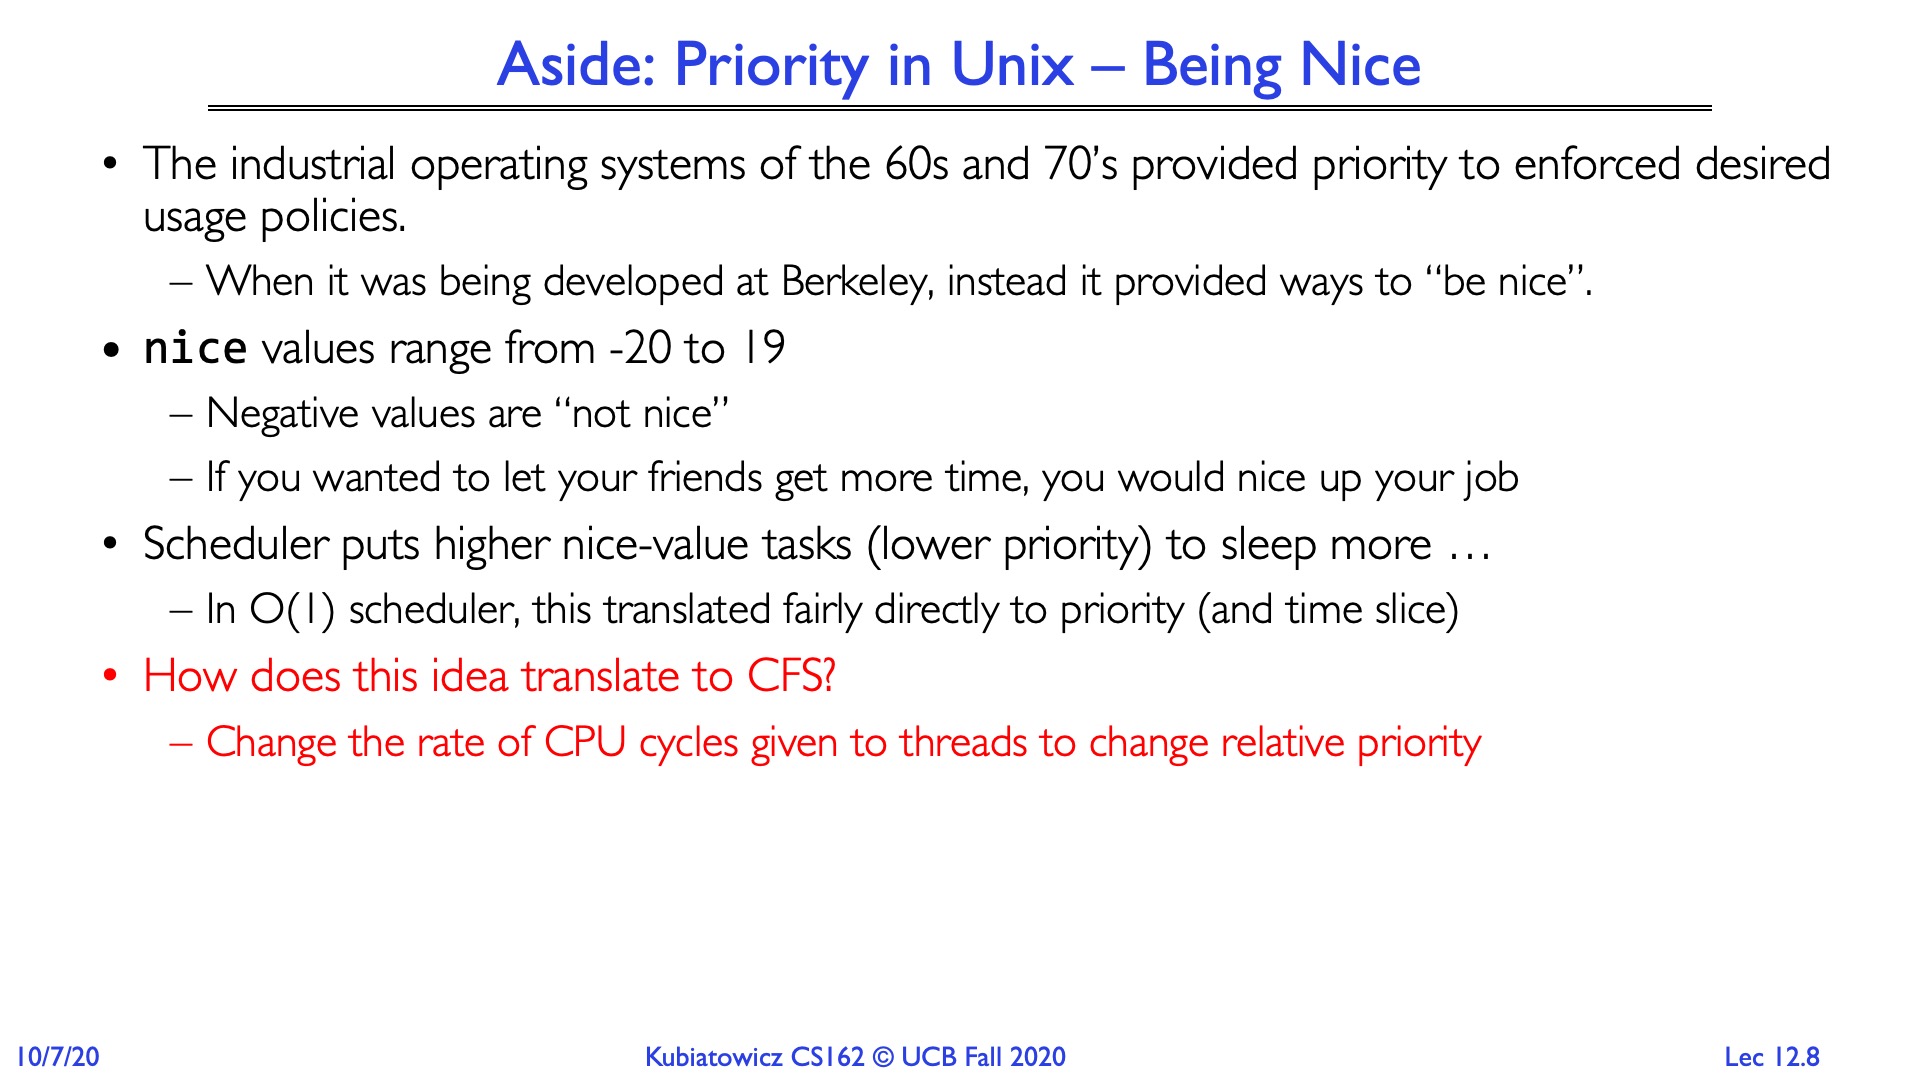 Aside: Priority in Unix – Being Nice
• The industrial operating systems of the 60s and 70’s provided priority to enforced desired
usage policies.
– When it was being developed at Berkeley, instead it provided ways to “be nice”.
• nice values range from -20 to 19
– Negative values are “not nice”
– If you wanted to let your friends get more time, you would nice up your job
• Scheduler puts higher nice-value tasks (lower priority) to sleep more …
– In O(1) scheduler, this translated fairly directly to priority (and time slice)
• How does this idea translate to CFS?
– Change the rate of CPU cycles given to threads to change relative priority
10/7/20
Kubiatowicz CS162 © UCB Fall 2020
Lec 12.8